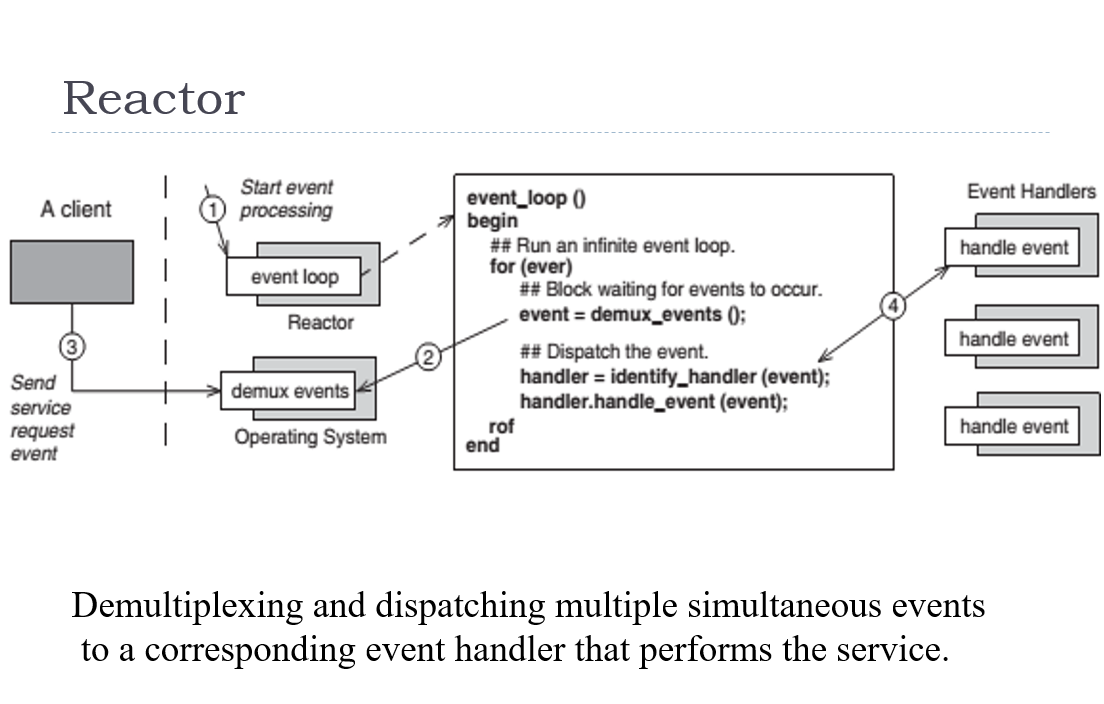 Reactor
A client
3
Send
service
request
event
1
Start event
processing
event loop
Reactor
2
demux events
Operating System
event_loop ()
begin
## Run an infinite event loop.
for (ever)
## Block waiting for events to occur.
event = demux_events ();
## Dispatch the event.
handler = identify_handler (event);
handler.handle_event (event);
rof
end
4
Event Handlers
handle event
handle event
handle event
Demultiplexing and dispatching multiple simultaneous events
to a corresponding event handler that performs the service.